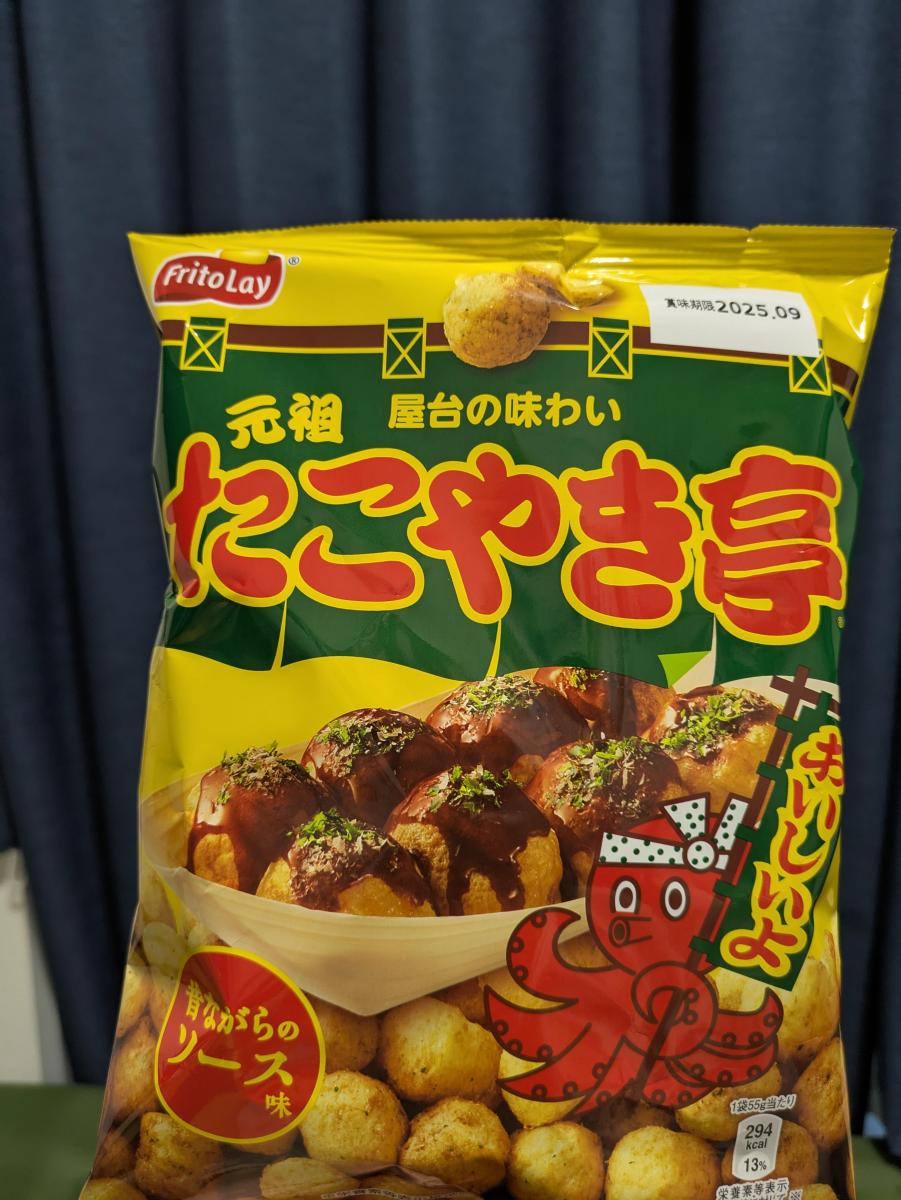 FritoLay®
賞味期限2025.09
元祖 屋台の味わい
たこやき亭®
おいしいよ
昔ながらの
ソース
味
1袋55g当たり
294
kcal
13%
栄養素等表示